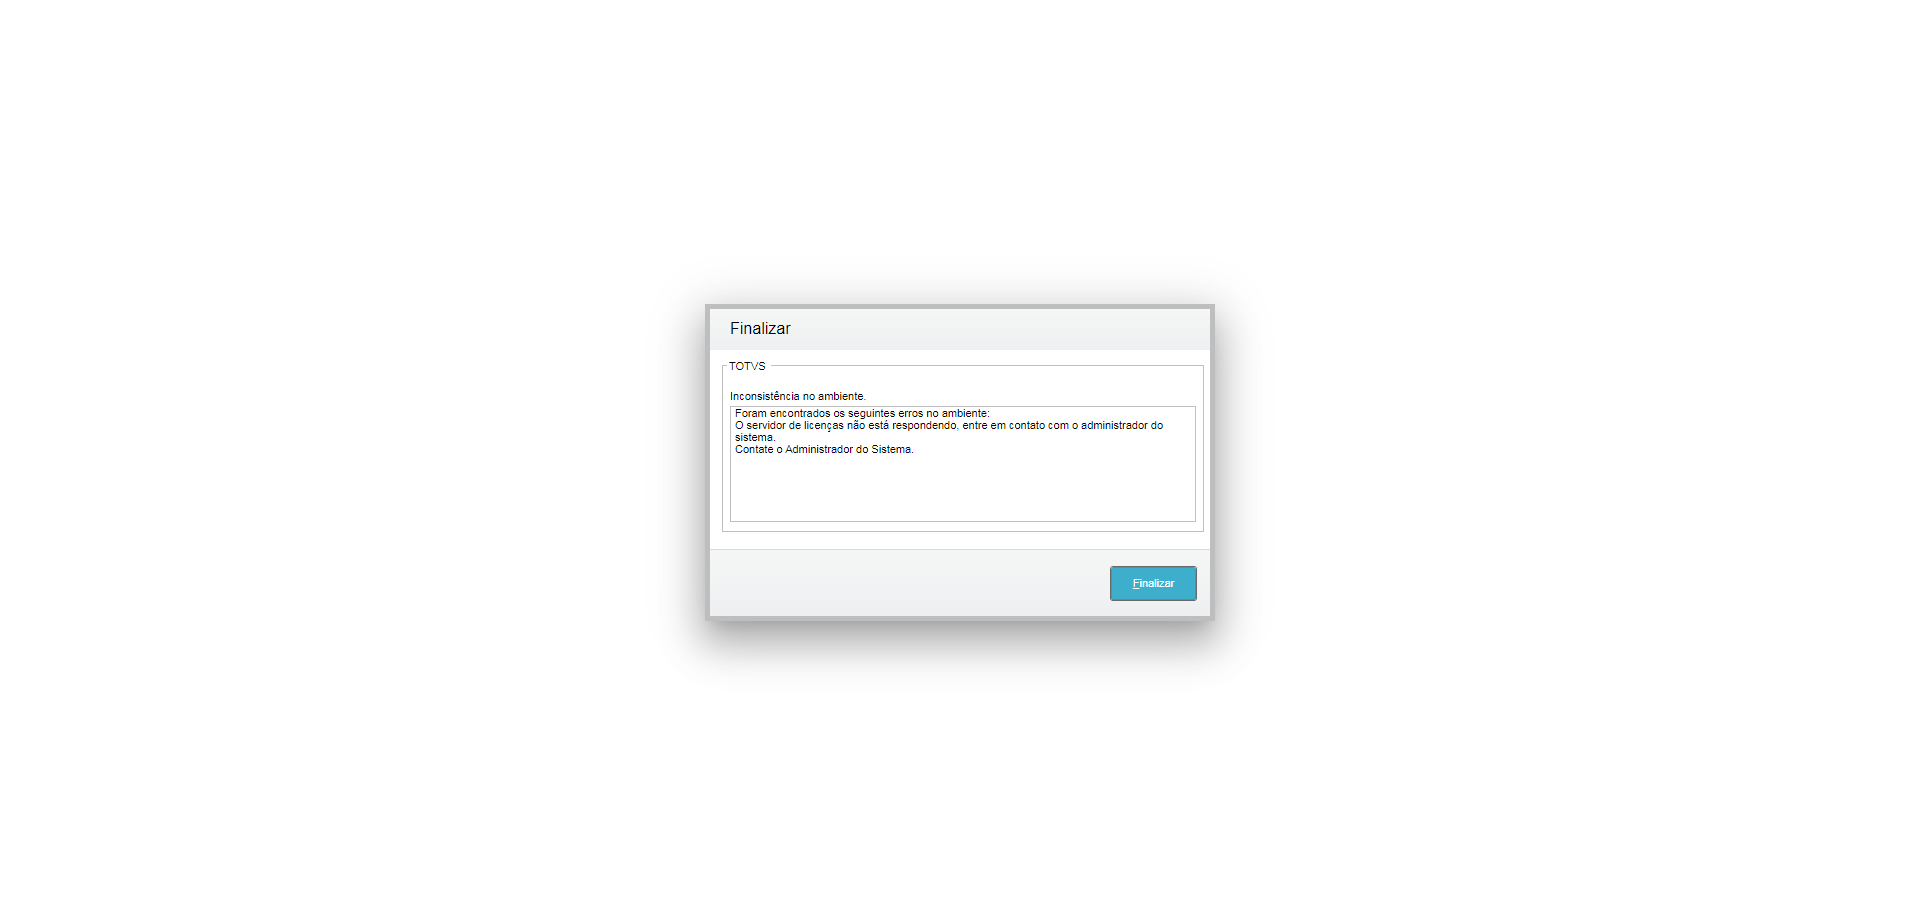 Finalizar
TOTVS
Inconsistência no ambiente.
Foram encontrados os seguintes erros no ambiente:
O servidor de licenças não está respondendo, entre em contato com o administrador do
sistema.
Contate o Administrador do Sistema.
Finalizar